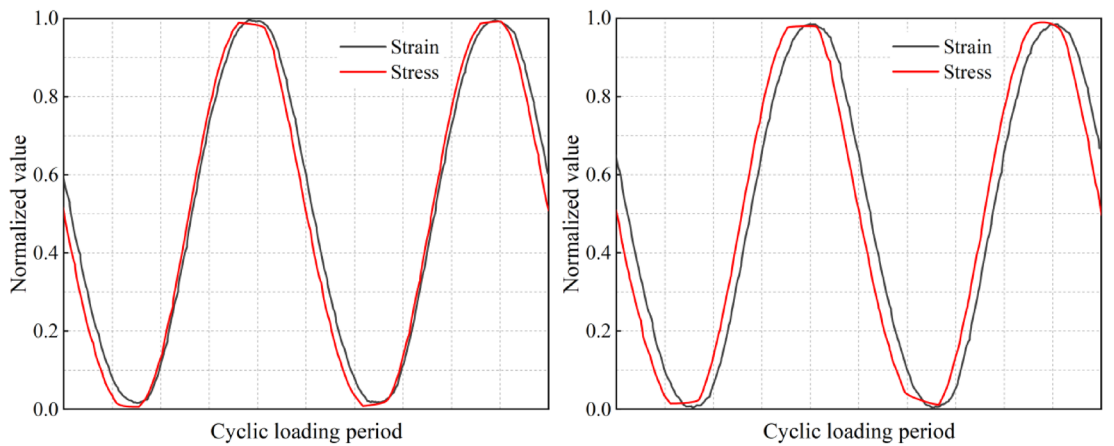 1.0
0.8
0.6
0.4
0.2
0.0
Normalized value
Strain
Stress
Cyclic loading period
1.0
0.8
0.6
0.4
0.2
0.0
Normalized value
Strain
Stress
Cyclic loading period